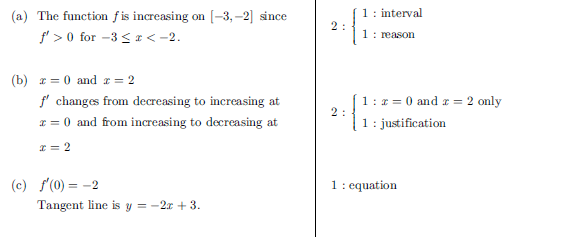 (a) The function f is increasing on [−3, −2] since
f′ > 0 for −3 ≤ x < −2.
2 : { 1 : interval
1 : reason
(b) x = 0 and x = 2
f′ changes from decreasing to increasing at
x = 0 and from increasing to decreasing at
x = 2
2 : { 1 : x = 0 and x = 2 only
1 : justification
(c) f′(0) = −2
Tangent line is y = −2x + 3.
1 : equation